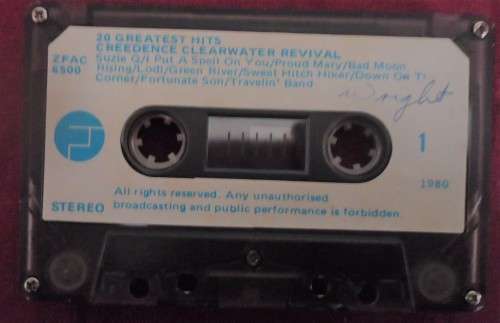 20 GREATEST HITS
CREEDENCE CLEARWATER REVIVAL
ZFAC
6500
Suzie Q/I Put A Spell On You/Proud Mary/Bad Moon
Rising/Lodi/Green River/Sweet Hitch Hiker/Down On Th
Corner/Fortunate Son/Travelin' Band
Wright
1
1980
All rights reserved. Any unauthorised
STEREO broadcasting and public performance is forbidden.